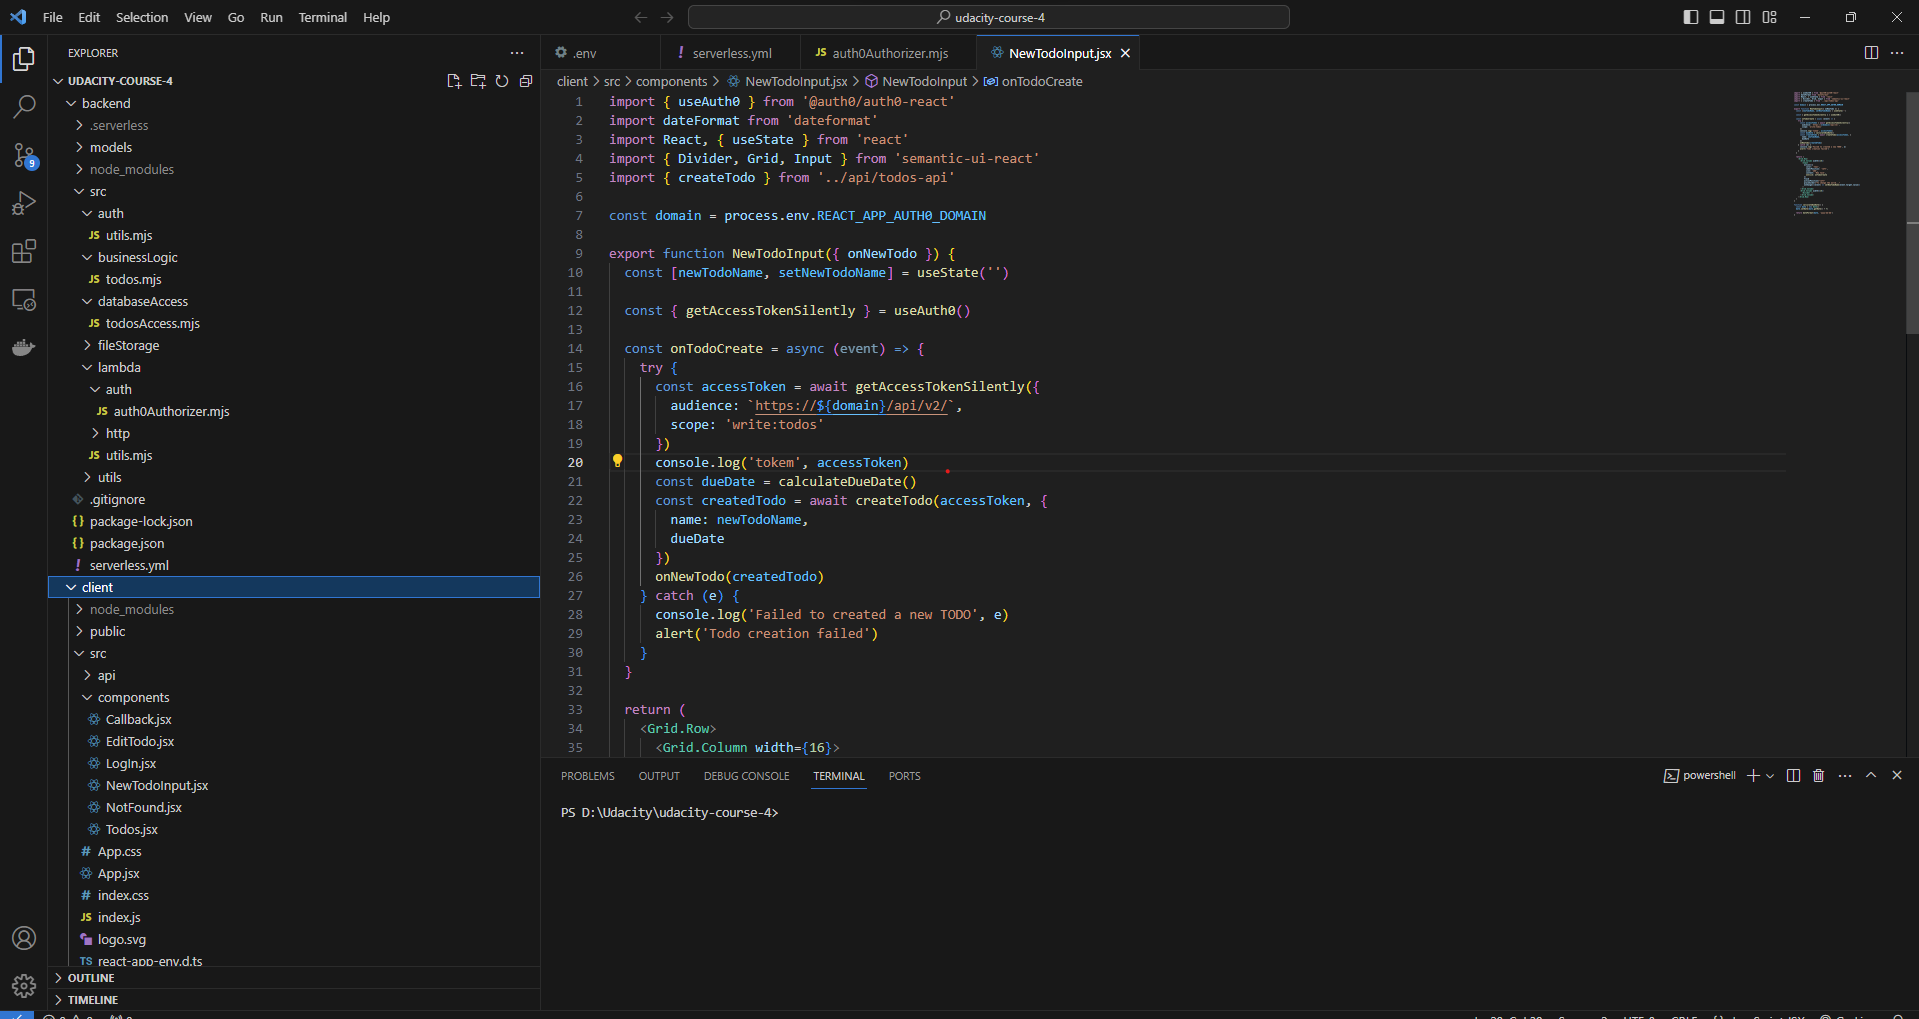 File Edit Selection View Go Run Terminal Help
udacity-course-4
EXPLORER
UDACITY-COURSE-4
backend
.serverless
models
node_modules
src
auth
JS utils.mjs
businessLogic
JS todos.mjs
databaseAccess
JS todosAccess.mjs
fileStorage
lambda
auth
JS auth0Authorizer.mjs
http
JS utils.mjs
utils
.gitignore
{} package-lock.json
{} package.json
! serverless.yml
client
node_modules
public
src
api
components
Callback.jsx
EditTodo.jsx
LogIn.jsx
NewTodoInput.jsx
NotFound.jsx
Todos.jsx
# App.css
App.jsx
# index.css
JS index.js
logo.svg
TS react-app-env.d.ts
OUTLINE
TIMELINE
9
.env ! serverless.yml JS auth0Authorizer.mjs NewTodoInput.jsx
client > src > components > NewTodoInput.jsx > NewTodoInput > onTodoCreate
1 import { useAuth0 } from '@auth0/auth0-react'
2 import dateFormat from 'dateformat'
3 import React, { useState } from 'react'
4 import { Divider, Grid, Input } from 'semantic-ui-react'
5 import { createTodo } from '../api/todos-api'
6
7 const domain = process.env.REACT_APP_AUTH0_DOMAIN
8
9 export function NewTodoInput({ onNewTodo }) {
10 const [newTodoName, setNewTodoName] = useState('')
11
12 const { getAccessTokenSilently } = useAuth0()
13
14 const onTodoCreate = async (event) => {
15 try {
16 const accessToken = await getAccessTokenSilently({
17 audience: `https://${domain}/api/v2/`,
18 scope: 'write:todos'
19 })
20 console.log('tokem', accessToken)
21 const dueDate = calculateDueDate()
22 const createdTodo = await createTodo(accessToken, {
23 name: newTodoName,
24 dueDate
25 })
26 onNewTodo(createdTodo)
27 } catch (e) {
28 console.log('Failed to created a new TODO', e)
29 alert('Todo creation failed')
30 }
31 }
32
33 return (
34 <Grid.Row>
35 <Grid.Column width={16}>
PROBLEMS OUTPUT DEBUG CONSOLE TERMINAL PORTS
powershell
PS D:\Udacity\udacity-course-4>